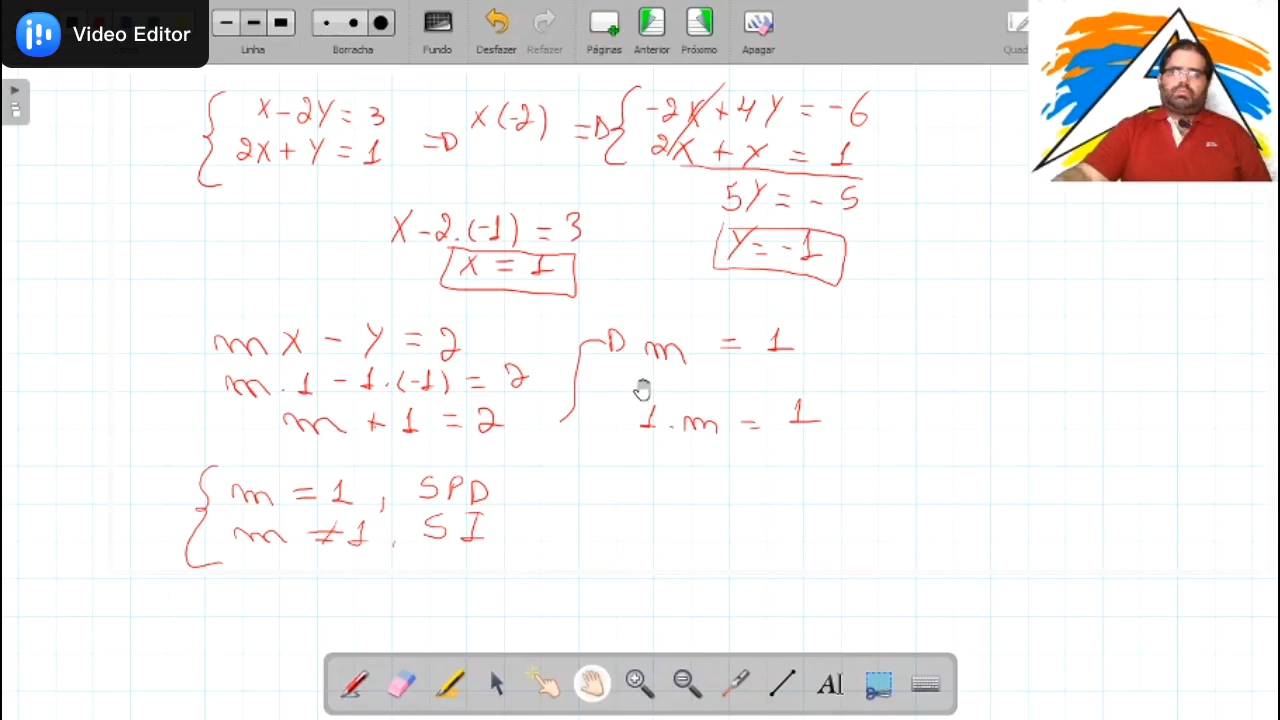 Video Editor
Linha
Borracha
Fundo
Desfazer
Refazer
Páginas
Anterior
Próximo
Apagar
Quad
x - 2y = 3
2x + y = 1
=> x(-2) =>
-2x + 4y = -6
2x + x = 1
5y = -5
y = -1
x - 2.(-1) = 3
x = 1
mx - y = 2
m.1 - 1.(-1) = 2
m + 1 = 2
m = 1
1.m = 1
m = 1, SPD
m ≠ 1, SI
AI